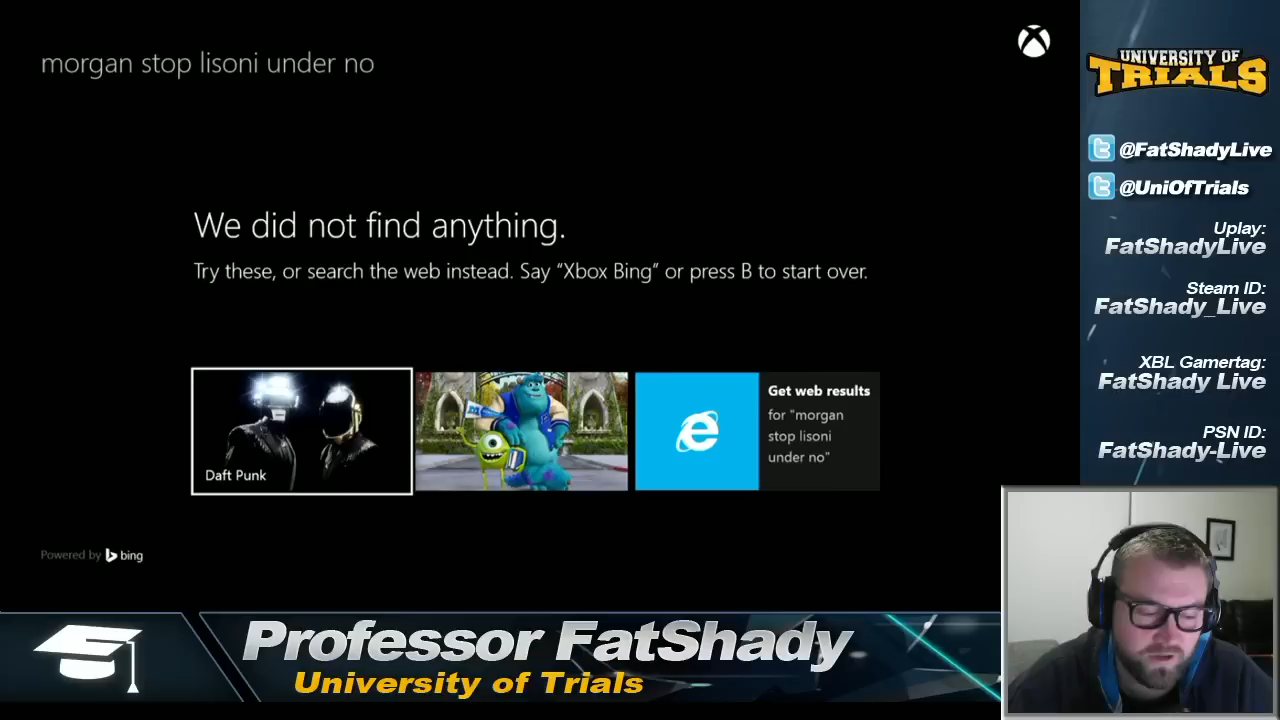 morgan stop lisoni under no
We did not find anything.
Try these, or search the web instead. Say “Xbox Bing” or press B to start over.
Daft Punk
Get web results
for "morgan
stop lisoni
under no"
Powered by bing
UNIVERSITY OF
TRIALS
@FatShadyLive
@UniOfTrials
Uplay:
FatShadyLive
Steam ID:
FatShady_Live
XBL Gamertag:
FatShady Live
PSN ID:
FatShady-Live
Professor FatShady
University of Trials